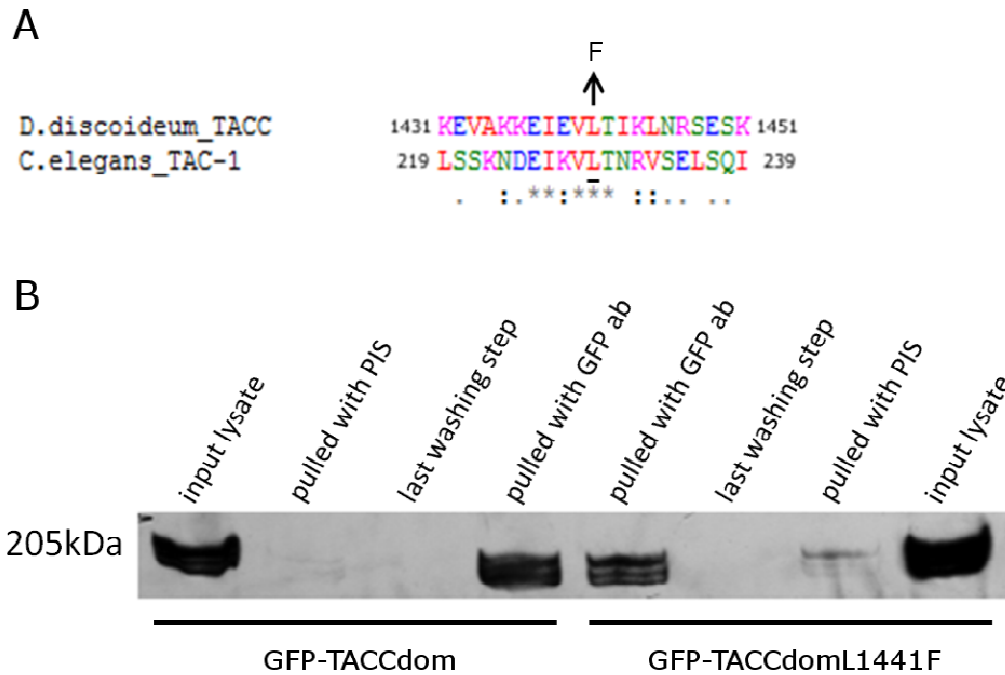 A
F
D.discoideum_TACC 1431 KEVAKKEIEVLTIKLNRSESK 1451
C.elegans_TAC-1 219 LSSKNDEIKVLTNRVSELSQI 239
. :.**:*** ::.. ..
B
input lysate
pulled with PIS
last washing step
pulled with GFP ab
pulled with GFP ab
last washing step
pulled with PIS
input lysate
205kDa
GFP-TACCdom
GFP-TACCdomL1441F